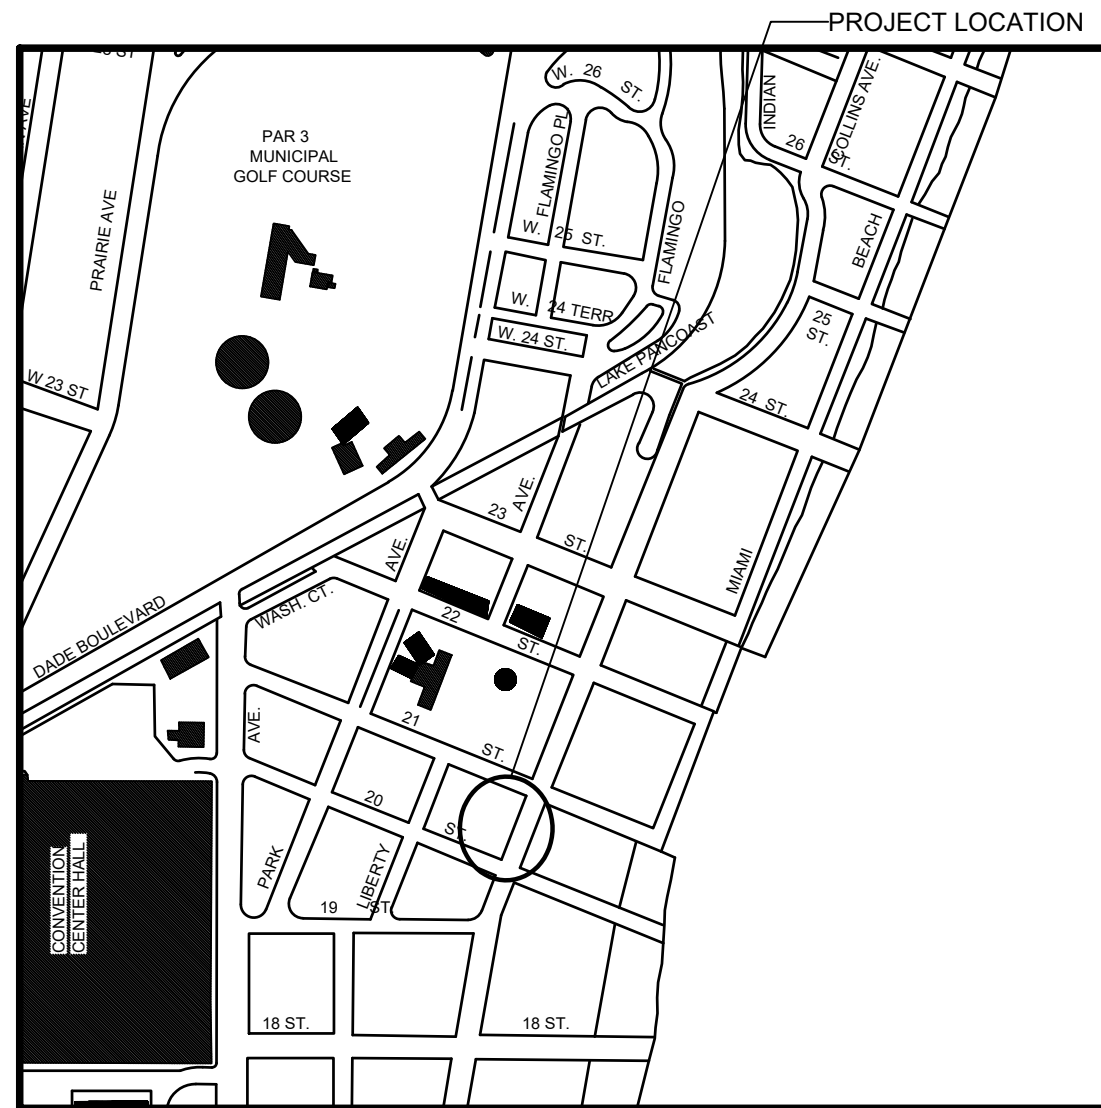 PROJECT LOCATION
W. 26 ST.
INDIAN
COLLINS AVE.
26 ST.
PAR 3
MUNICIPAL
GOLF COURSE
FLAMINGO PL
PRAIRIE AVE
W. 25 ST.
FLAMINGO
BEACH
W. 24 TERR
W. 24 ST.
LAKE PANCOAST
25
ST.
W 23 ST
24 ST.
AVE.
23 ST.
AVE.
MIAMI
WASH. CT.
22 ST.
DADE BOULEVARD
AVE.
21 ST.
20 ST.
PARK
LIBERTY
19 ST
CONVENTION
CENTER HALL
18 ST.
18 ST.